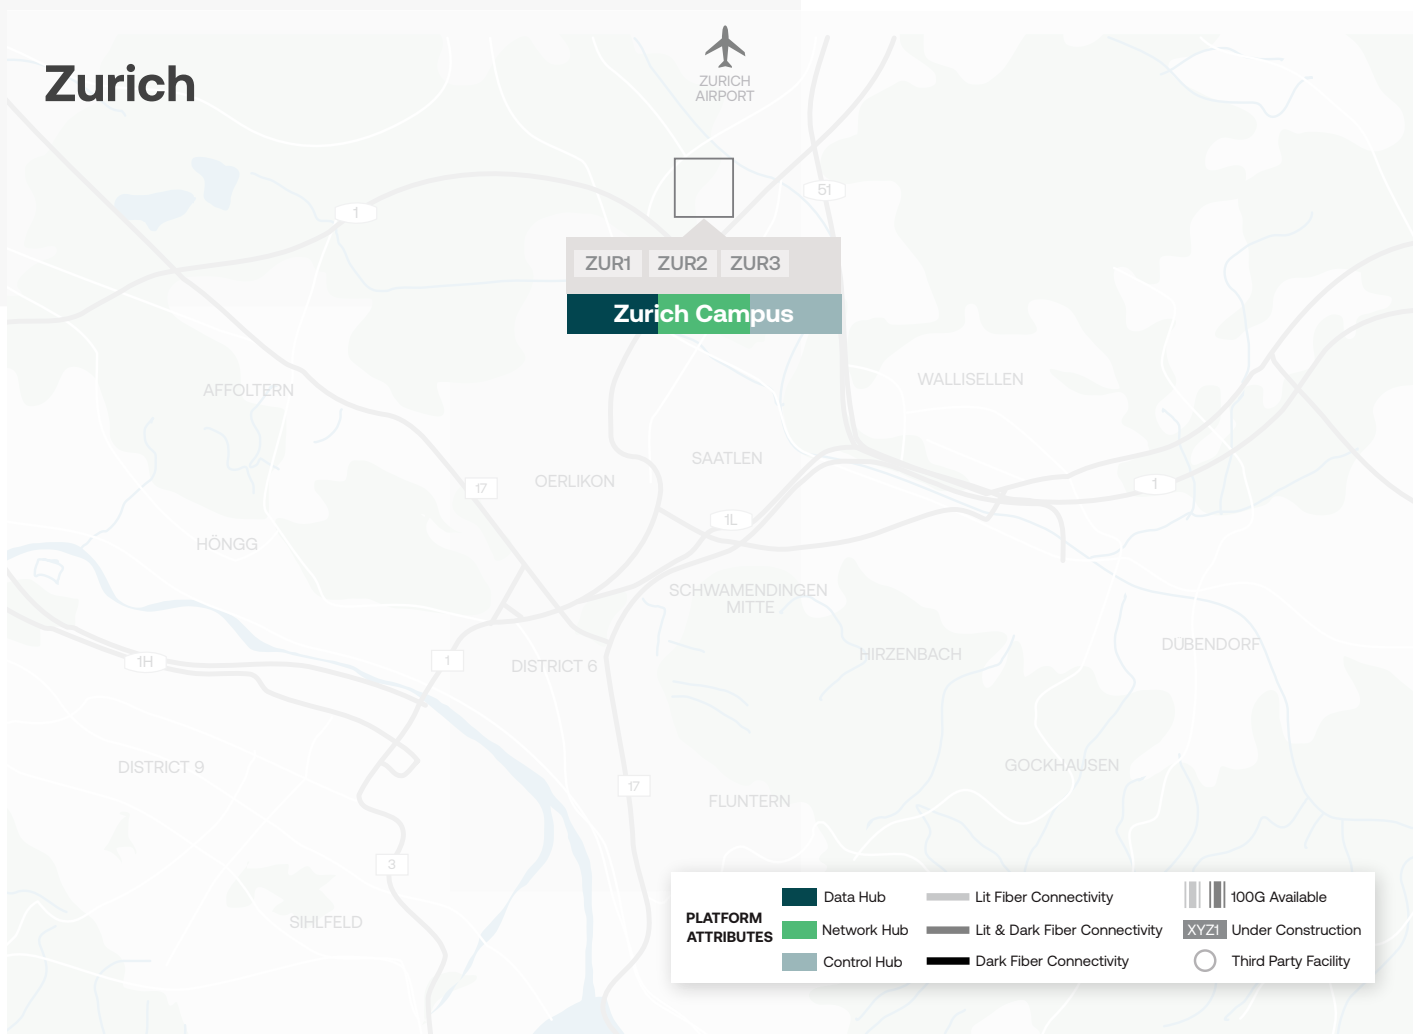 Zurich
ZURICH
AIRPORT
51
1
ZUR1 ZUR2 ZUR3
Zurich Campus
AFFOLTERN
WALLISELLEN
SAATLEN
OERLIKON
17
1
1L
HÖNGG
SCHWAMENDINGEN
MITTE
DÜBENDORF
HIRZENBACH
1H
1
DISTRICT 6
DISTRICT 9
GOCKHAUSEN
17
FLUNTERN
3
SIHLFELD
PLATFORM
ATTRIBUTES
Data Hub
Network Hub
Control Hub
Lit Fiber Connectivity
Lit & Dark Fiber Connectivity
Dark Fiber Connectivity
100G Available
XYZ1 Under Construction
Third Party Facility